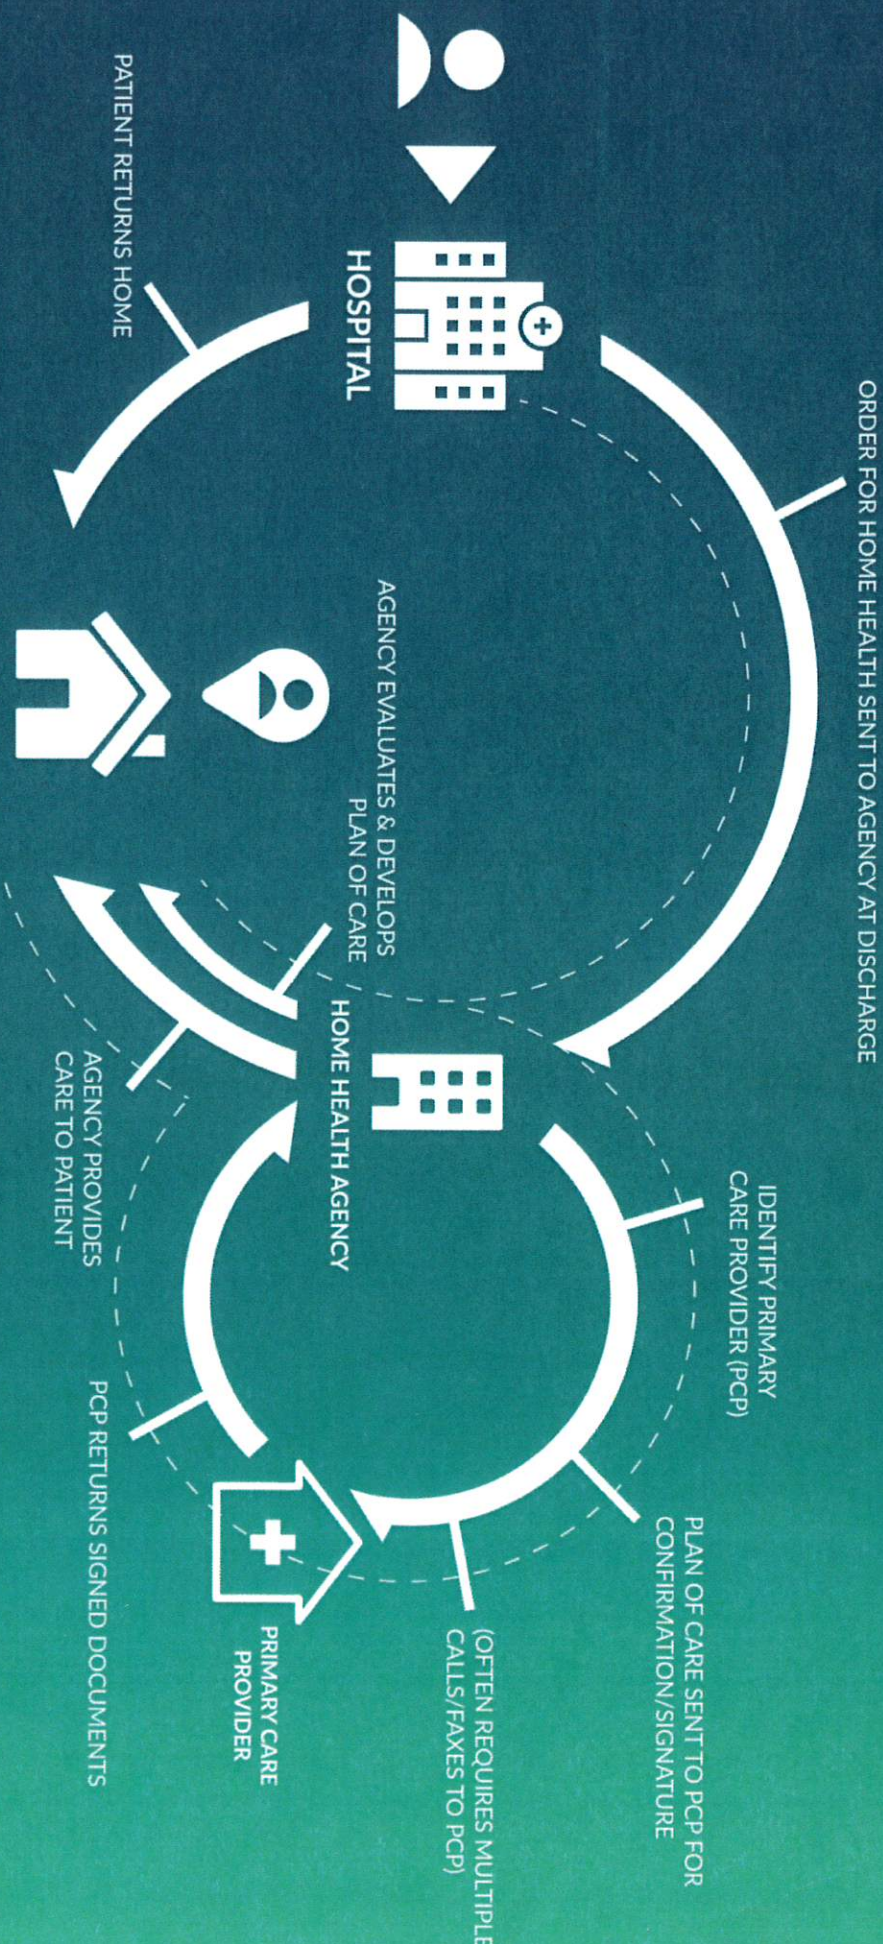 ORDER FOR HOME HEALTH SENT TO AGENCY AT DISCHARGE
IDENTIFY PRIMARY
CARE PROVIDER (PCP)
PLAN OF CARE SENT TO PCP FOR
CONFIRMATION/SIGNATURE
(OFTEN REQUIRES MULTIPLE
CALLS/FAXES TO PCP)
HOSPITAL
AGENCY EVALUATES & DEVELOPS
PLAN OF CARE
HOME HEALTH AGENCY
PRIMARY CARE
PROVIDER
PATIENT RETURNS HOME
AGENCY PROVIDES
CARE TO PATIENT
PCP RETURNS SIGNED DOCUMENTS